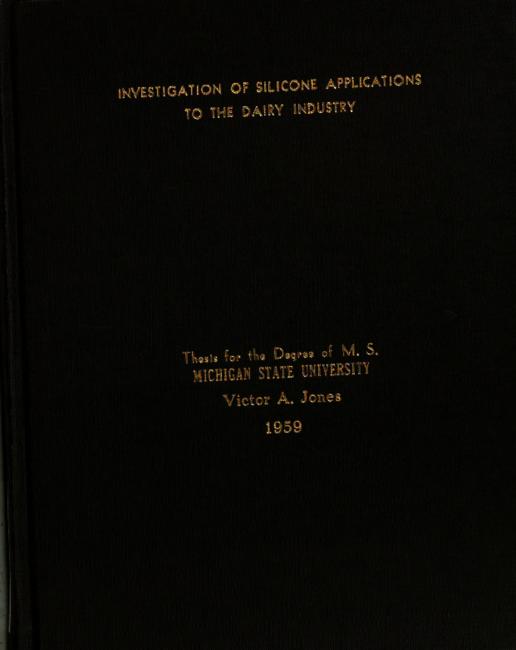 INVESTIGATION OF SILICONE APPLICATIONS
TO THE DAIRY INDUSTRY
Thesis for the Degree of M. S.
MICHIGAN STATE UNIVERSITY
Victor A. Jones
1959